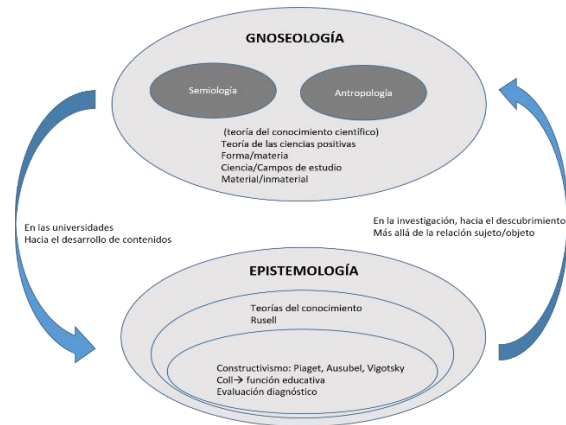 GNOSEOLOGÍA
Semiología
Antropología
(teoría del conocimiento científico)
Teoría de las ciencias positivas
Forma/materia
Ciencia/Campos de estudio
Material/inmaterial
En las universidades
Hacia el desarrollo de contenidos
En la investigación, hacia el descubrimiento
Más allá de la relación sujeto/objeto
EPISTEMOLOGÍA
Teorías del conocimiento
Rusell
Constructivismo: Piaget, Ausubel, Vigotsky
Coll→ función educativa
Evaluación diagnóstico